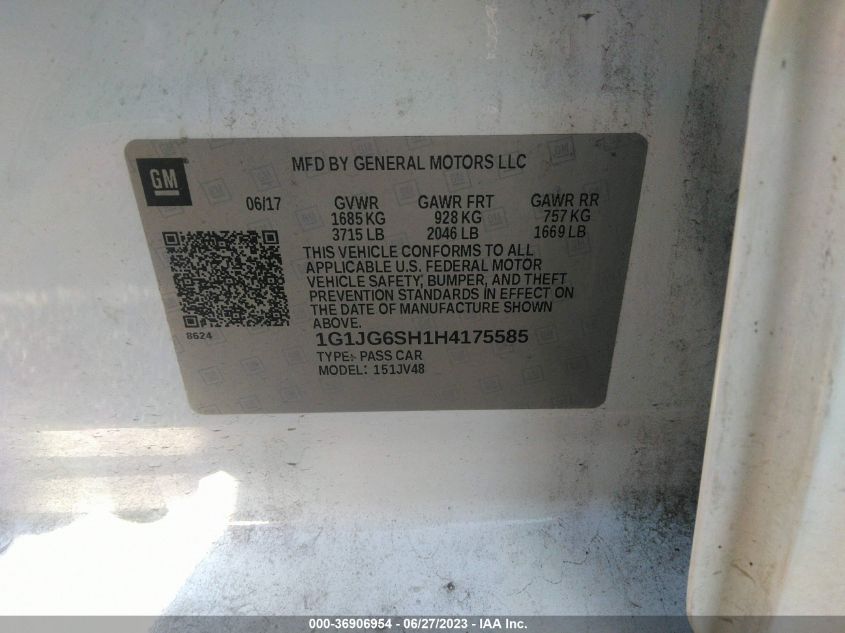 GM
MFD BY GENERAL MOTORS LLC
06/17 GVWR GAWR FRT GAWR RR
1685 KG 928 KG 757 KG
3715 LB 2046 LB 1669 LB
THIS VEHICLE CONFORMS TO ALL
APPLICABLE U.S. FEDERAL MOTOR
VEHICLE SAFETY, BUMPER, AND THEFT
PREVENTION STANDARDS IN EFFECT ON
THE DATE OF MANUFACTURE SHOWN
ABOVE.
8624
1G1JG6SH1H4175585
TYPE:- PASS CAR
MODEL: 151JV48
000-36906954 / 06/27/2023 / IAA Inc.